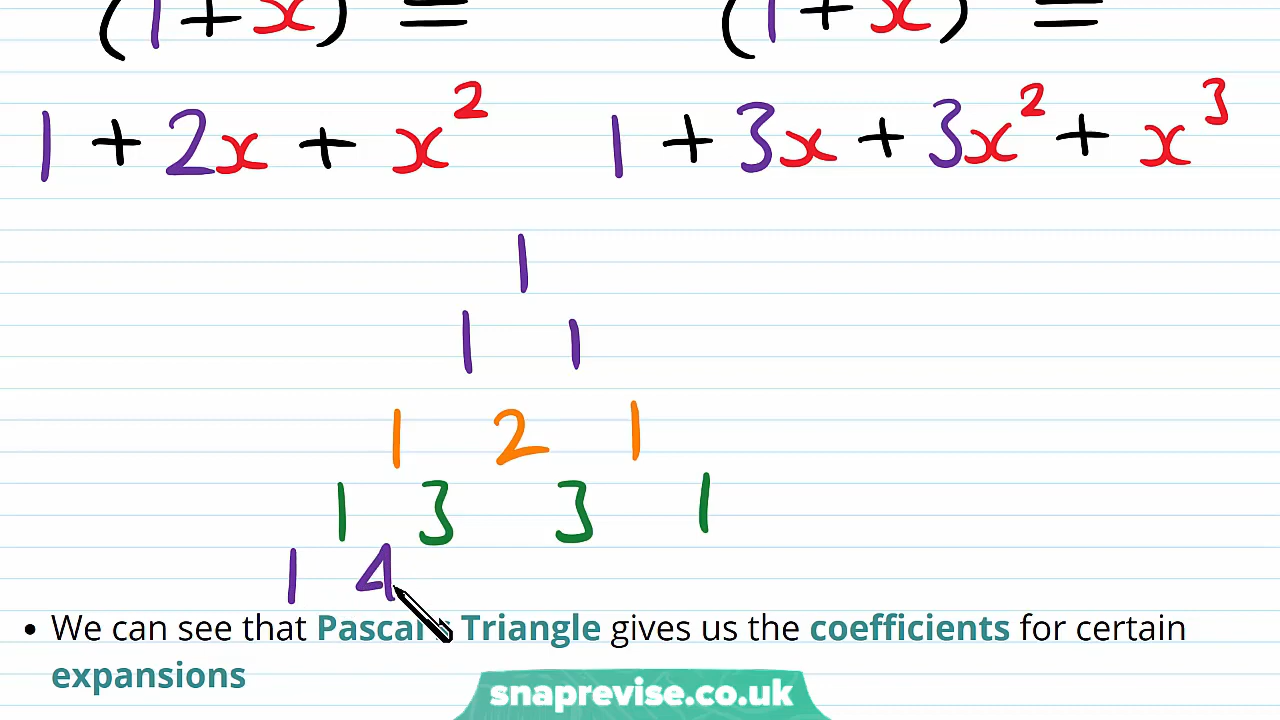 (1+x) = (1+x) =
1 + 2x + x² 1 + 3x + 3x² + x³
1
1 1
1 2 1
1 3 3 1
1 4
• We can see that Triangle gives us the coefficients for certain
expansions
snaprevise.co.uk